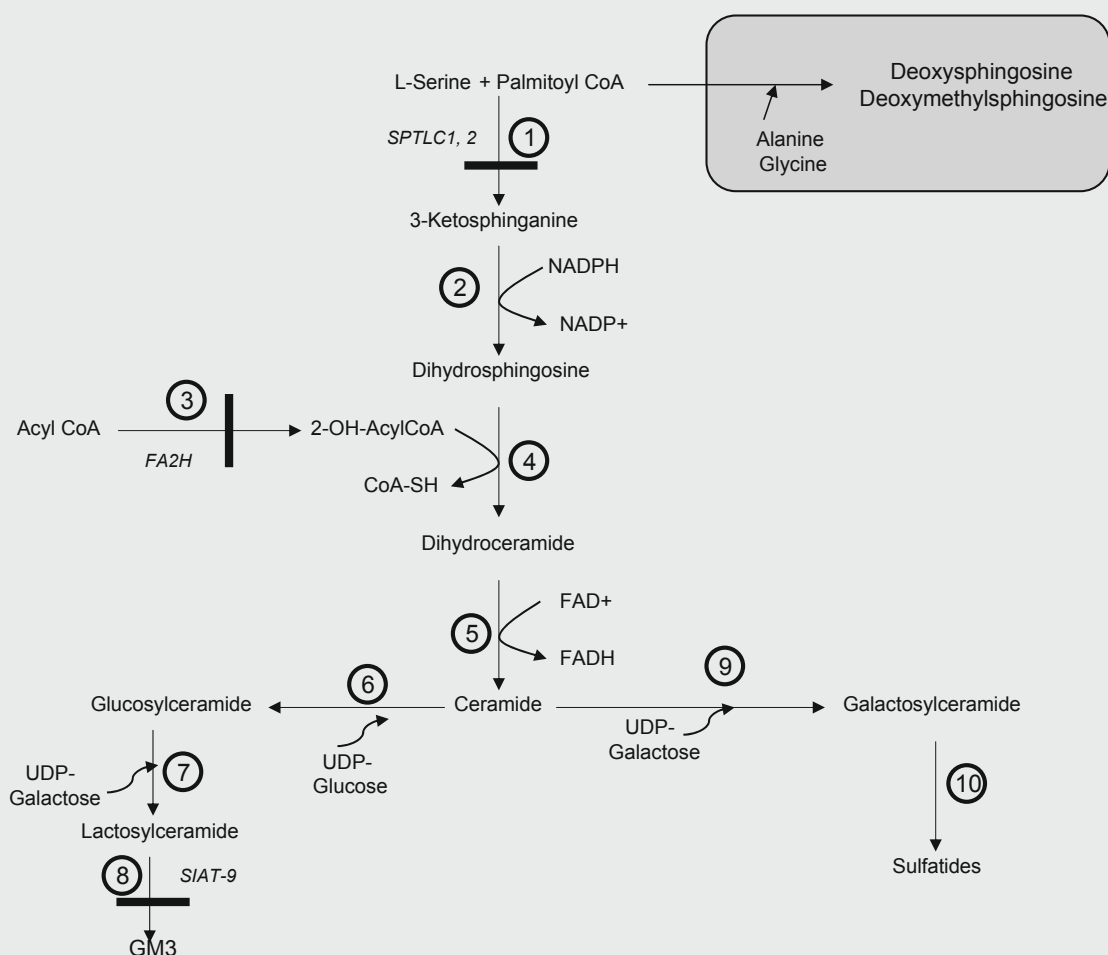 L-Serine + Palmitoyl CoA
Deoxysphingosine
Deoxymethylsphingosine
Alanine
Glycine
SPTLC1, 2
1
3-Ketosphinganine
2
NADPH
NADP+
Dihydrosphingosine
3
Acyl CoA
FA2H
2-OH-AcylCoA
CoA-SH
4
Dihydroceramide
5
FAD+
FADH
Glucosylceramide
6
UDP-
Glucose
Ceramide
9
UDP-
Galactose
Galactosylceramide
UDP-
Galactose
7
10
Lactosylceramide
Sulfatides
8
SIAT-9
GM3